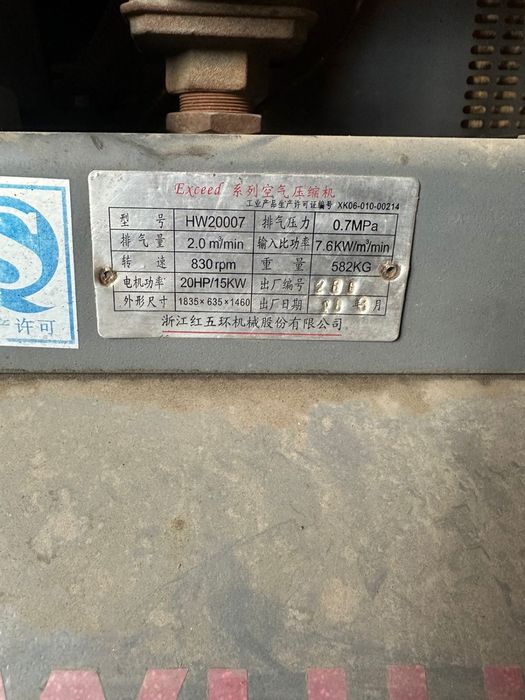 Exceed 系列空气压缩机
工业产品生产许可证编号 XK06-010-00214
型 号 HW20007 排气压力 0.7MPa
排气量 2.0 m³/min 输入比功率 7.6KW/m³/min
转 速 830 rpm 重 量 582KG
电机功率 20HP/15KW 出厂编号
外形尺寸 1835×635×1460 出厂日期 年 月
浙江红五环机械股份有限公司
许可